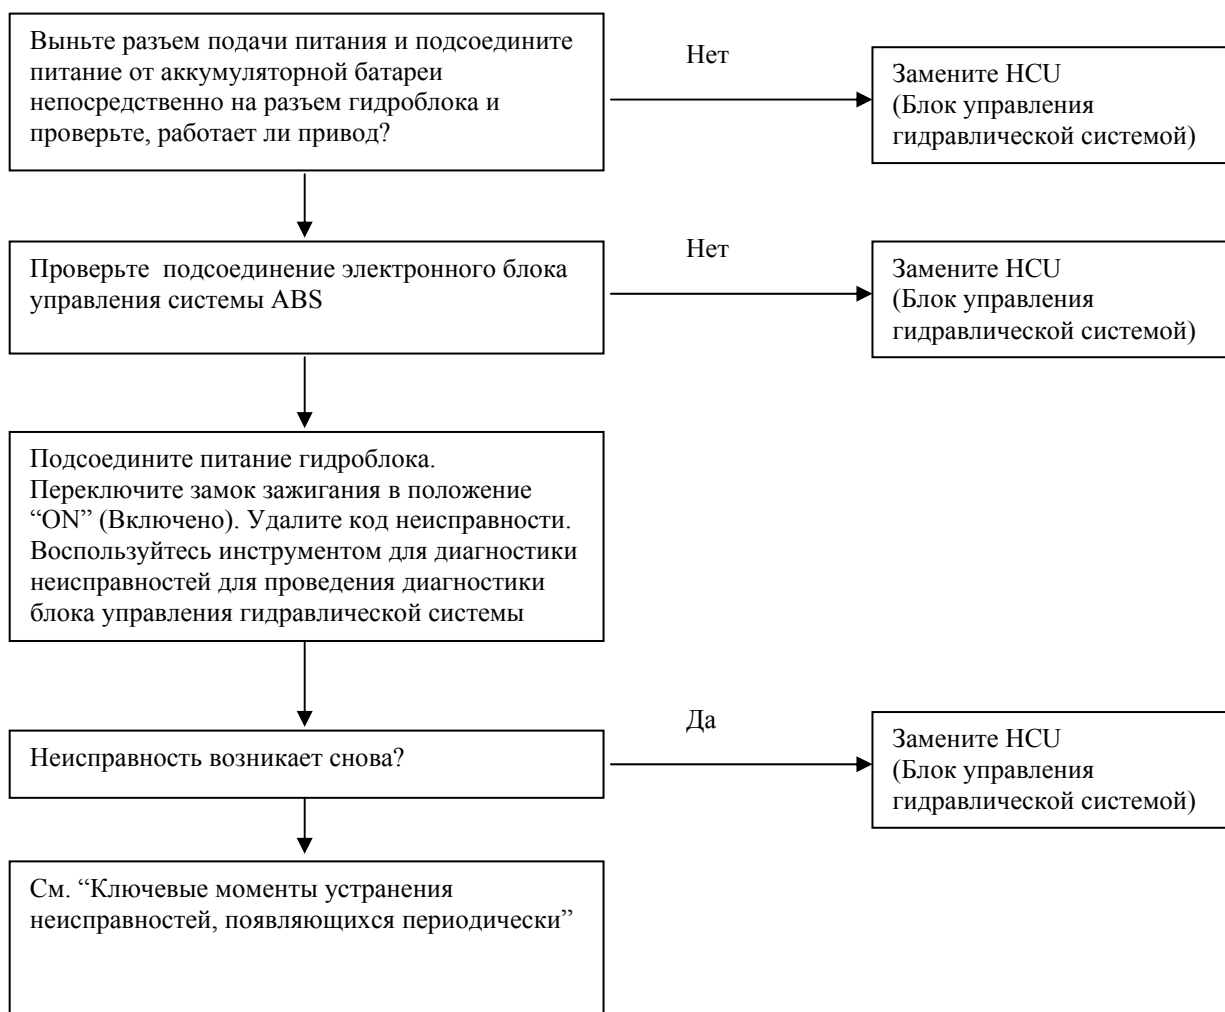 Выньте разъем подачи питания и подсоедините
питание от аккумуляторной батареи
непосредственно на разъем гидроблока и
проверьте, работает ли привод?
Нет
Замените HCU
(Блок управления
гидравлической системой)
Проверьте подсоединение электронного блока
управления системы ABS
Нет
Замените HCU
(Блок управления
гидравлической системой)
Подсоедините питание гидроблока.
Переключите замок зажигания в положение
“ON” (Включено). Удалите код неисправности.
Воспользуйтесь инструментом для диагностики
неисправностей для проведения диагностики
блока управления гидравлической системы
Неисправность возникает снова?
Да
Замените HCU
(Блок управления
гидравлической системой)
См. “Ключевые моменты устранения
неисправностей, появляющихся периодически”